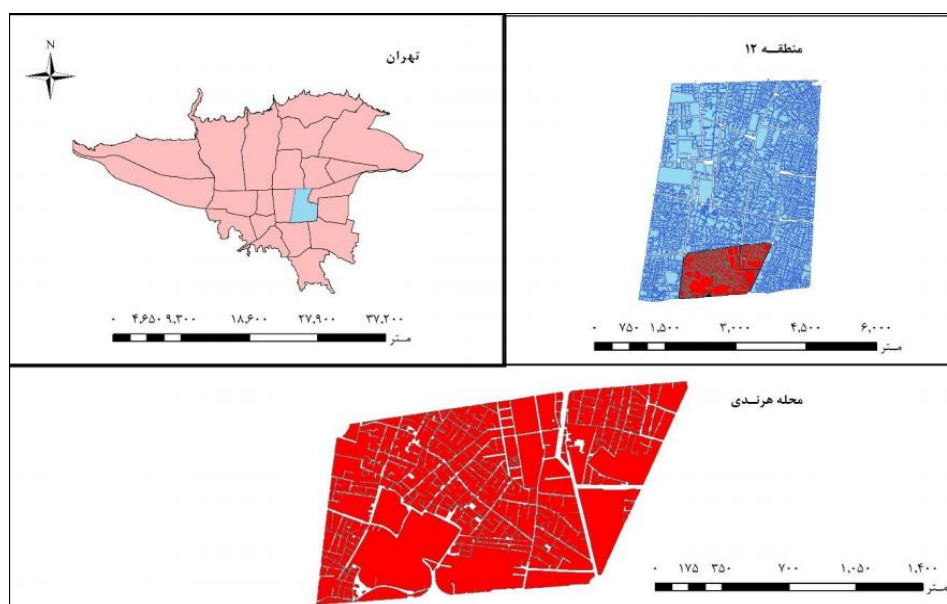 N
تهران
۰ ۴,۶۵۰ ۹,۳۰۰ ۱۸,۶۰۰ ۲۷,۹۰۰ ۳۷,۲۰۰
متر
منطقــه ۱۲
۰ ۷۵۰ ۱,۵۰۰ ۳,۰۰۰ ۴,۵۰۰ ۶,۰۰۰
متر
محله هرنـدی
۰ ۱۷۵ ۳۵۰ ۷۰۰ ۱,۰۵۰ ۱,۴۰۰
متر